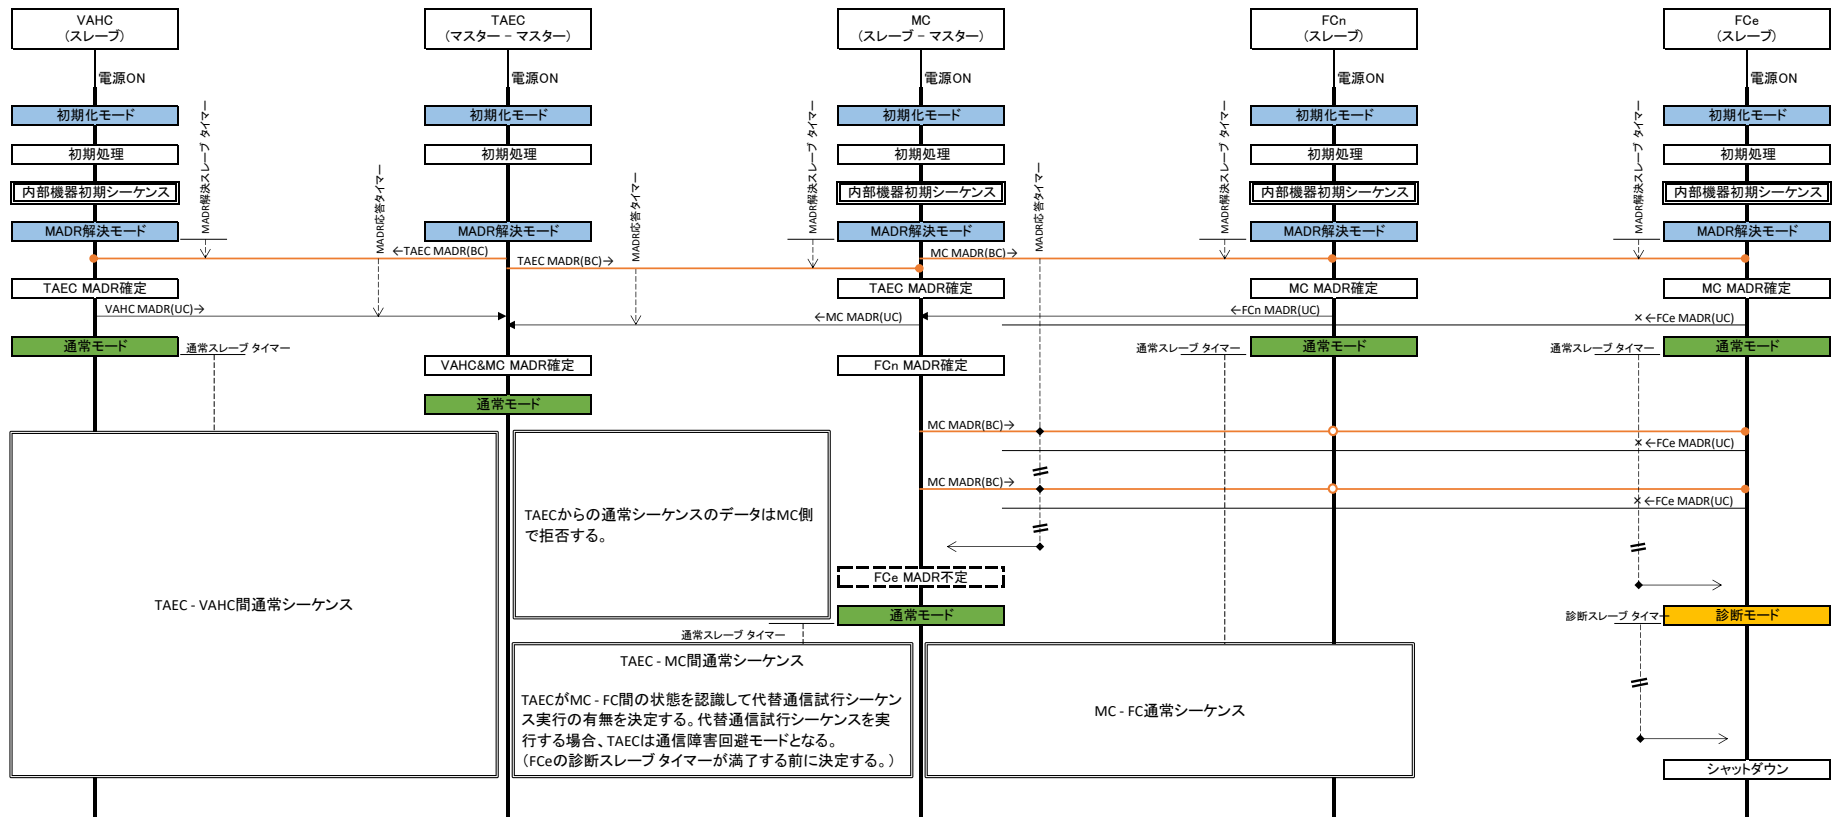 VAHC
(スレーブ)
TAEC
(マスター – マスター)
MC
(スレーブ – マスター)
FCn
(スレーブ)
FCe
(スレーブ)
電源ON
電源ON
電源ON
電源ON
電源ON
初期化モード
初期化モード
初期化モード
初期化モード
初期化モード
初期処理
初期処理
初期処理
初期処理
初期処理
内部機器初期シーケンス
内部機器初期シーケンス
内部機器初期シーケンス
内部機器初期シーケンス
MADR解決スレーブ タイマー
MADR応答タイマー
MADR応答タイマー
MADR解決スレーブ タイマー
MADR応答タイマー
MADR解決スレーブ タイマー
MADR解決スレーブ タイマー
MADR解決モード
MADR解決モード
MADR解決モード
MADR解決モード
MADR解決モード
←TAEC MADR(BC)
TAEC MADR(BC)→
MC MADR(BC)→
TAEC MADR確定
TAEC MADR確定
MC MADR確定
MC MADR確定
VAHC MADR(UC)→
←MC MADR(UC)
←FCn MADR(UC)
× ←FCe MADR(UC)
通常モード
通常スレーブ タイマー
通常スレーブ タイマー
通常モード
通常スレーブ タイマー
通常モード
VAHC&MC MADR確定
FCn MADR確定
通常モード
MC MADR(BC)→
× ←FCe MADR(UC)
MC MADR(BC)→
× ←FCe MADR(UC)
TAECからの通常シーケンスのデータはMC側
で拒否する。
FCe MADR不定
TAEC - VAHC間通常シーケンス
通常モード
診断スレーブ タイマー
診断モード
通常スレーブ タイマー
TAEC - MC間通常シーケンス
TAECがMC - FC間の状態を認識して代替通信試行シーケン
ス実行の有無を決定する。代替通信試行シーケンスを実
行する場合、TAECは通信障害回避モードとなる。
(FCeの診断スレーブ タイマーが満了する前に決定する。)
MC - FC通常シーケンス
シャットダウン